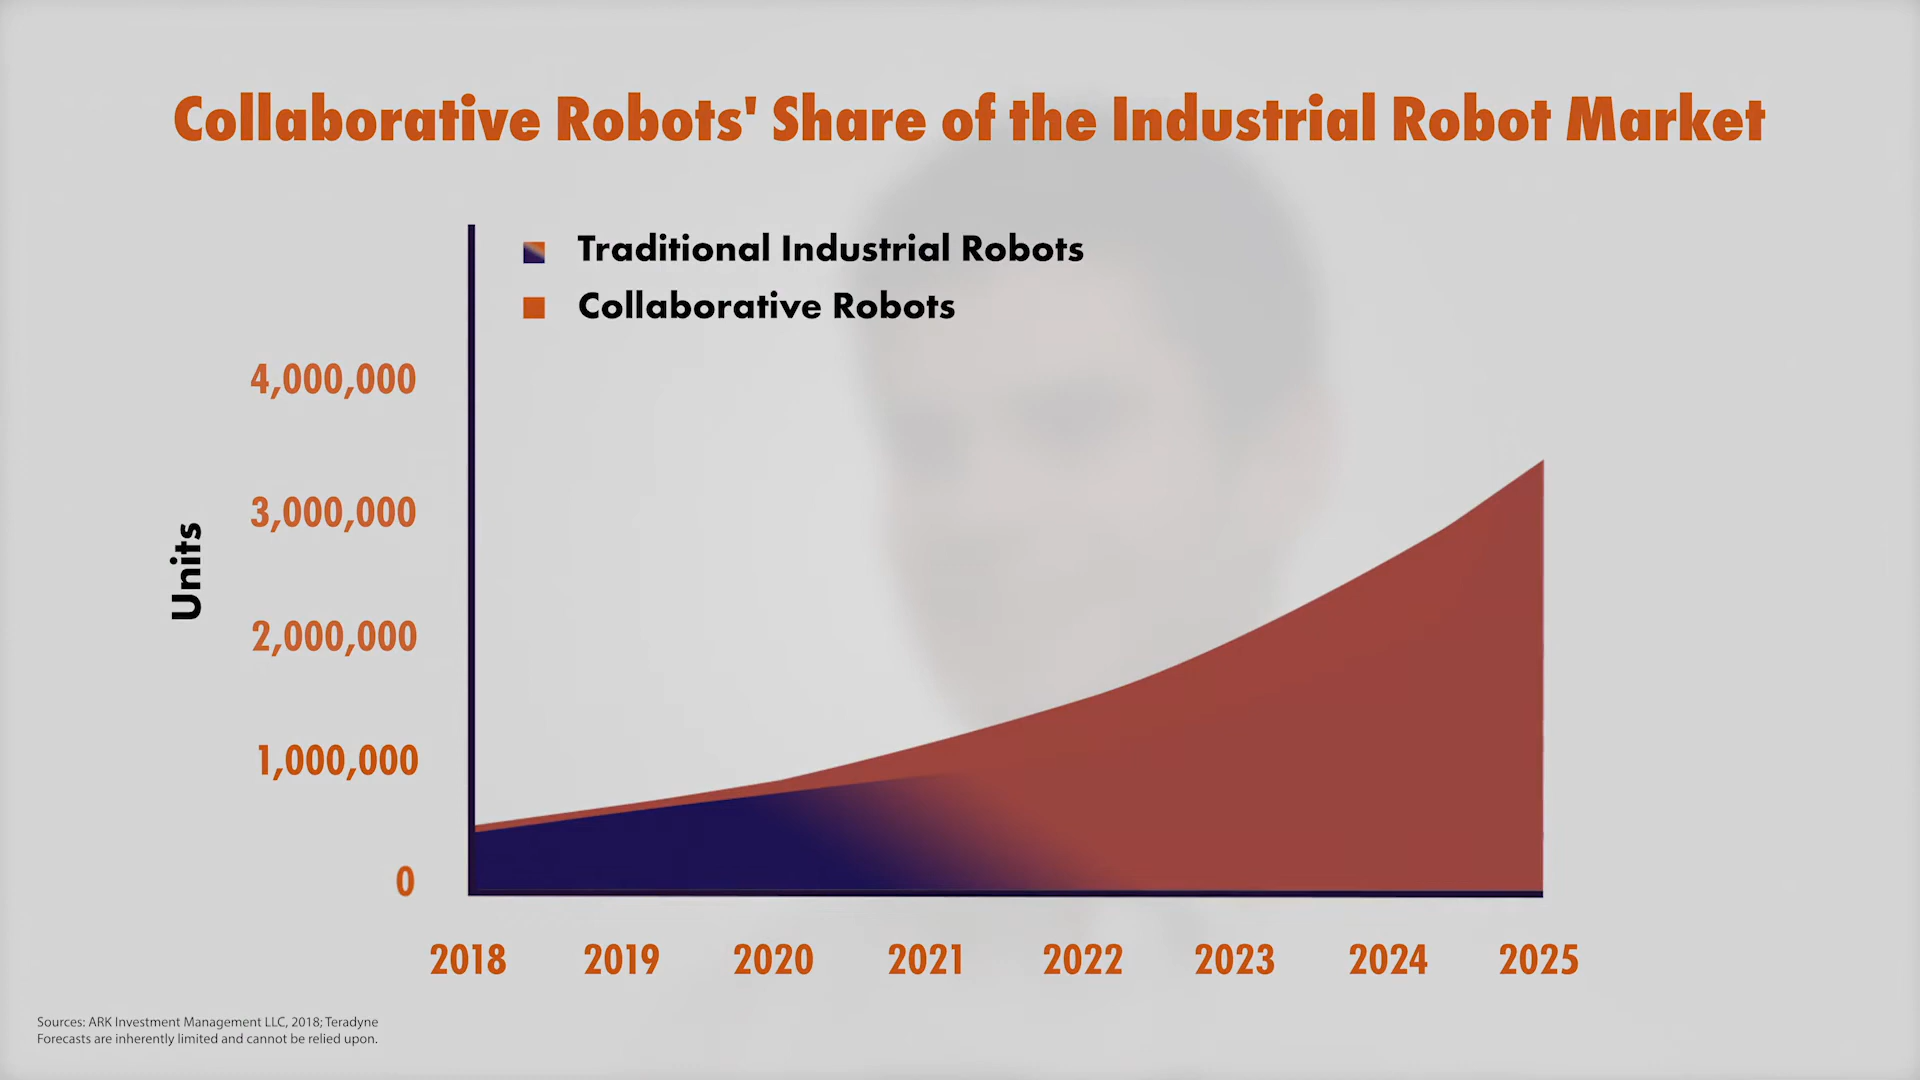 Collaborative Robots' Share of the Industrial Robot Market
Traditional Industrial Robots
Collaborative Robots
Units
4,000,000
3,000,000
2,000,000
1,000,000
0
2018 2019 2020 2021 2022 2023 2024 2025
Sources: ARK Investment Management LLC, 2018; Teradyne
Forecasts are inherently limited and cannot be relied upon.